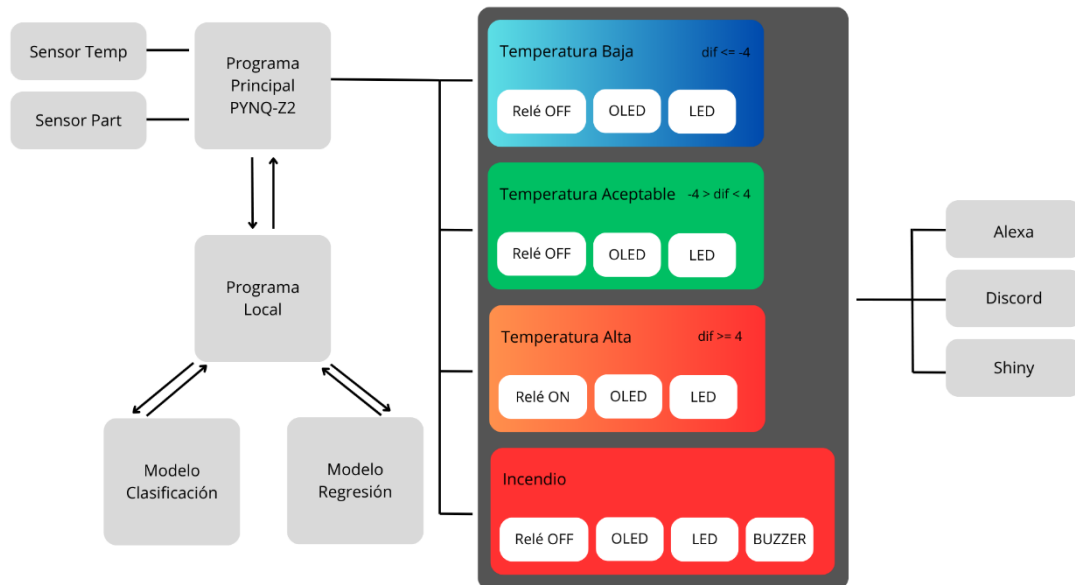 Sensor Temp
Sensor Part
Programa
Principal
PYNQ-Z2
Programa
Local
Modelo
Clasificación
Modelo
Regresión
Temperatura Baja dif <= -4
Relé OFF OLED LED
Temperatura Aceptable -4 > dif < 4
Relé OFF OLED LED
Temperatura Alta dif >= 4
Relé ON OLED LED
Incendio
Relé OFF OLED LED BUZZER
Alexa
Discord
Shiny